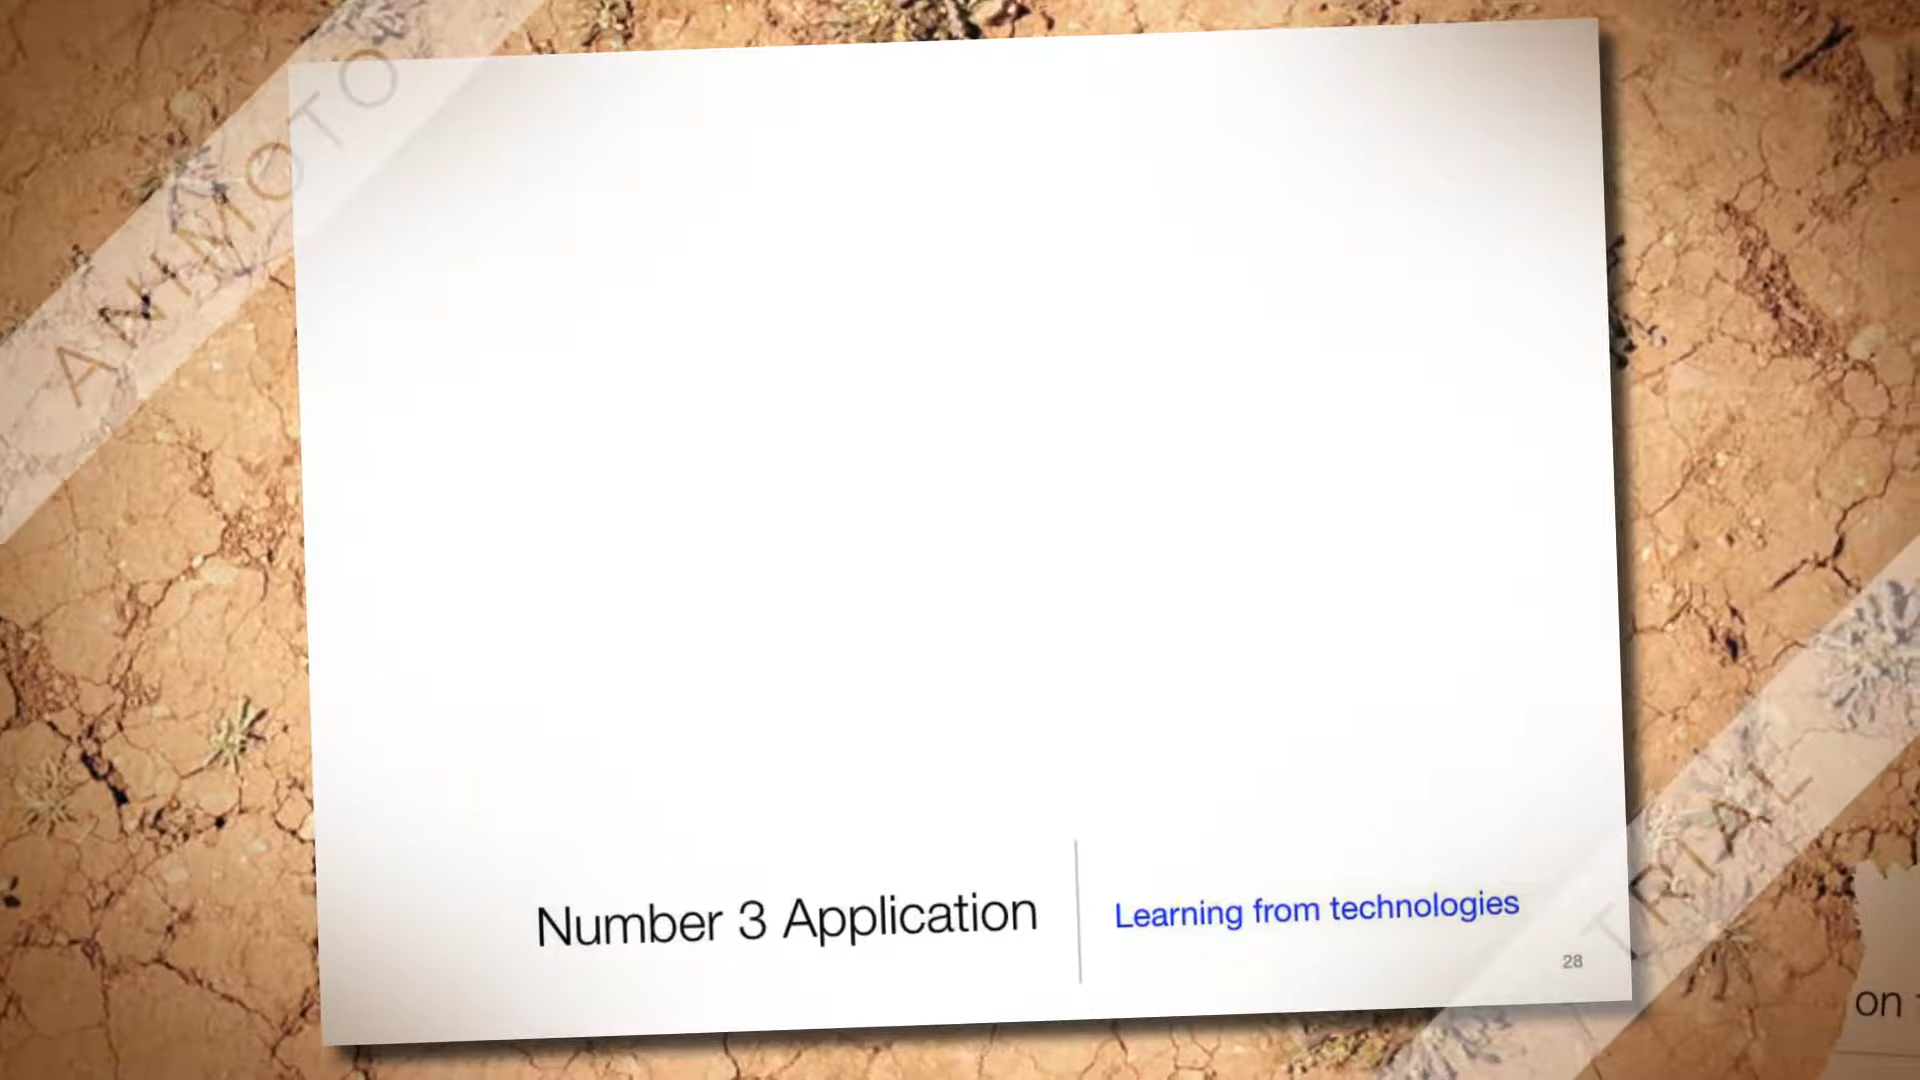 ANIMOTO
Number 3 Application
Learning from technologies
28
TRIAL
on